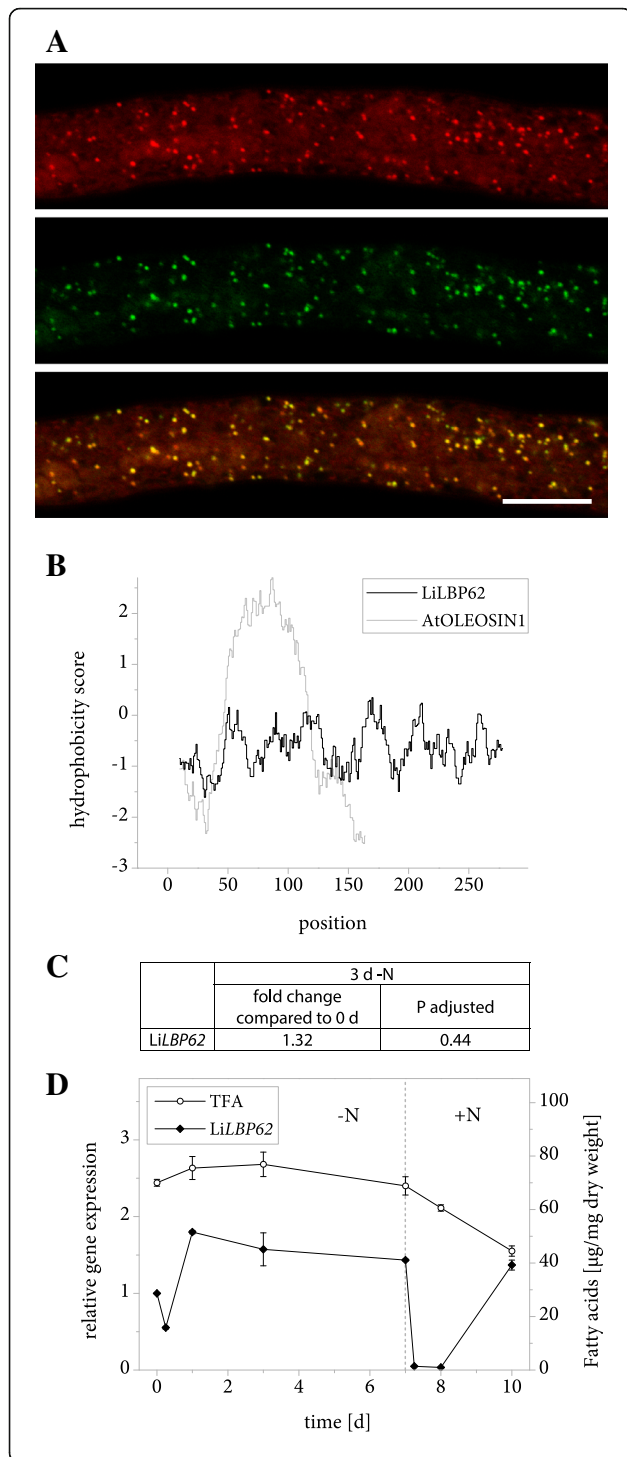 A
B
LiLBP62
AtOLEOSIN1
hydrophobicity score
2
1
0
-1
-2
-3
0 50 100 150 200 250
position
C
3 d -N
fold change
compared to 0 d
P adjusted
LiLBP62 1.32 0.44
D
TFA
LiLBP62
-N
+N
relative gene expression
3
2
1
0
100
80
60
40
20
0
Fatty acids [µg/mg dry weight]
0 2 4 6 8 10
time [d]